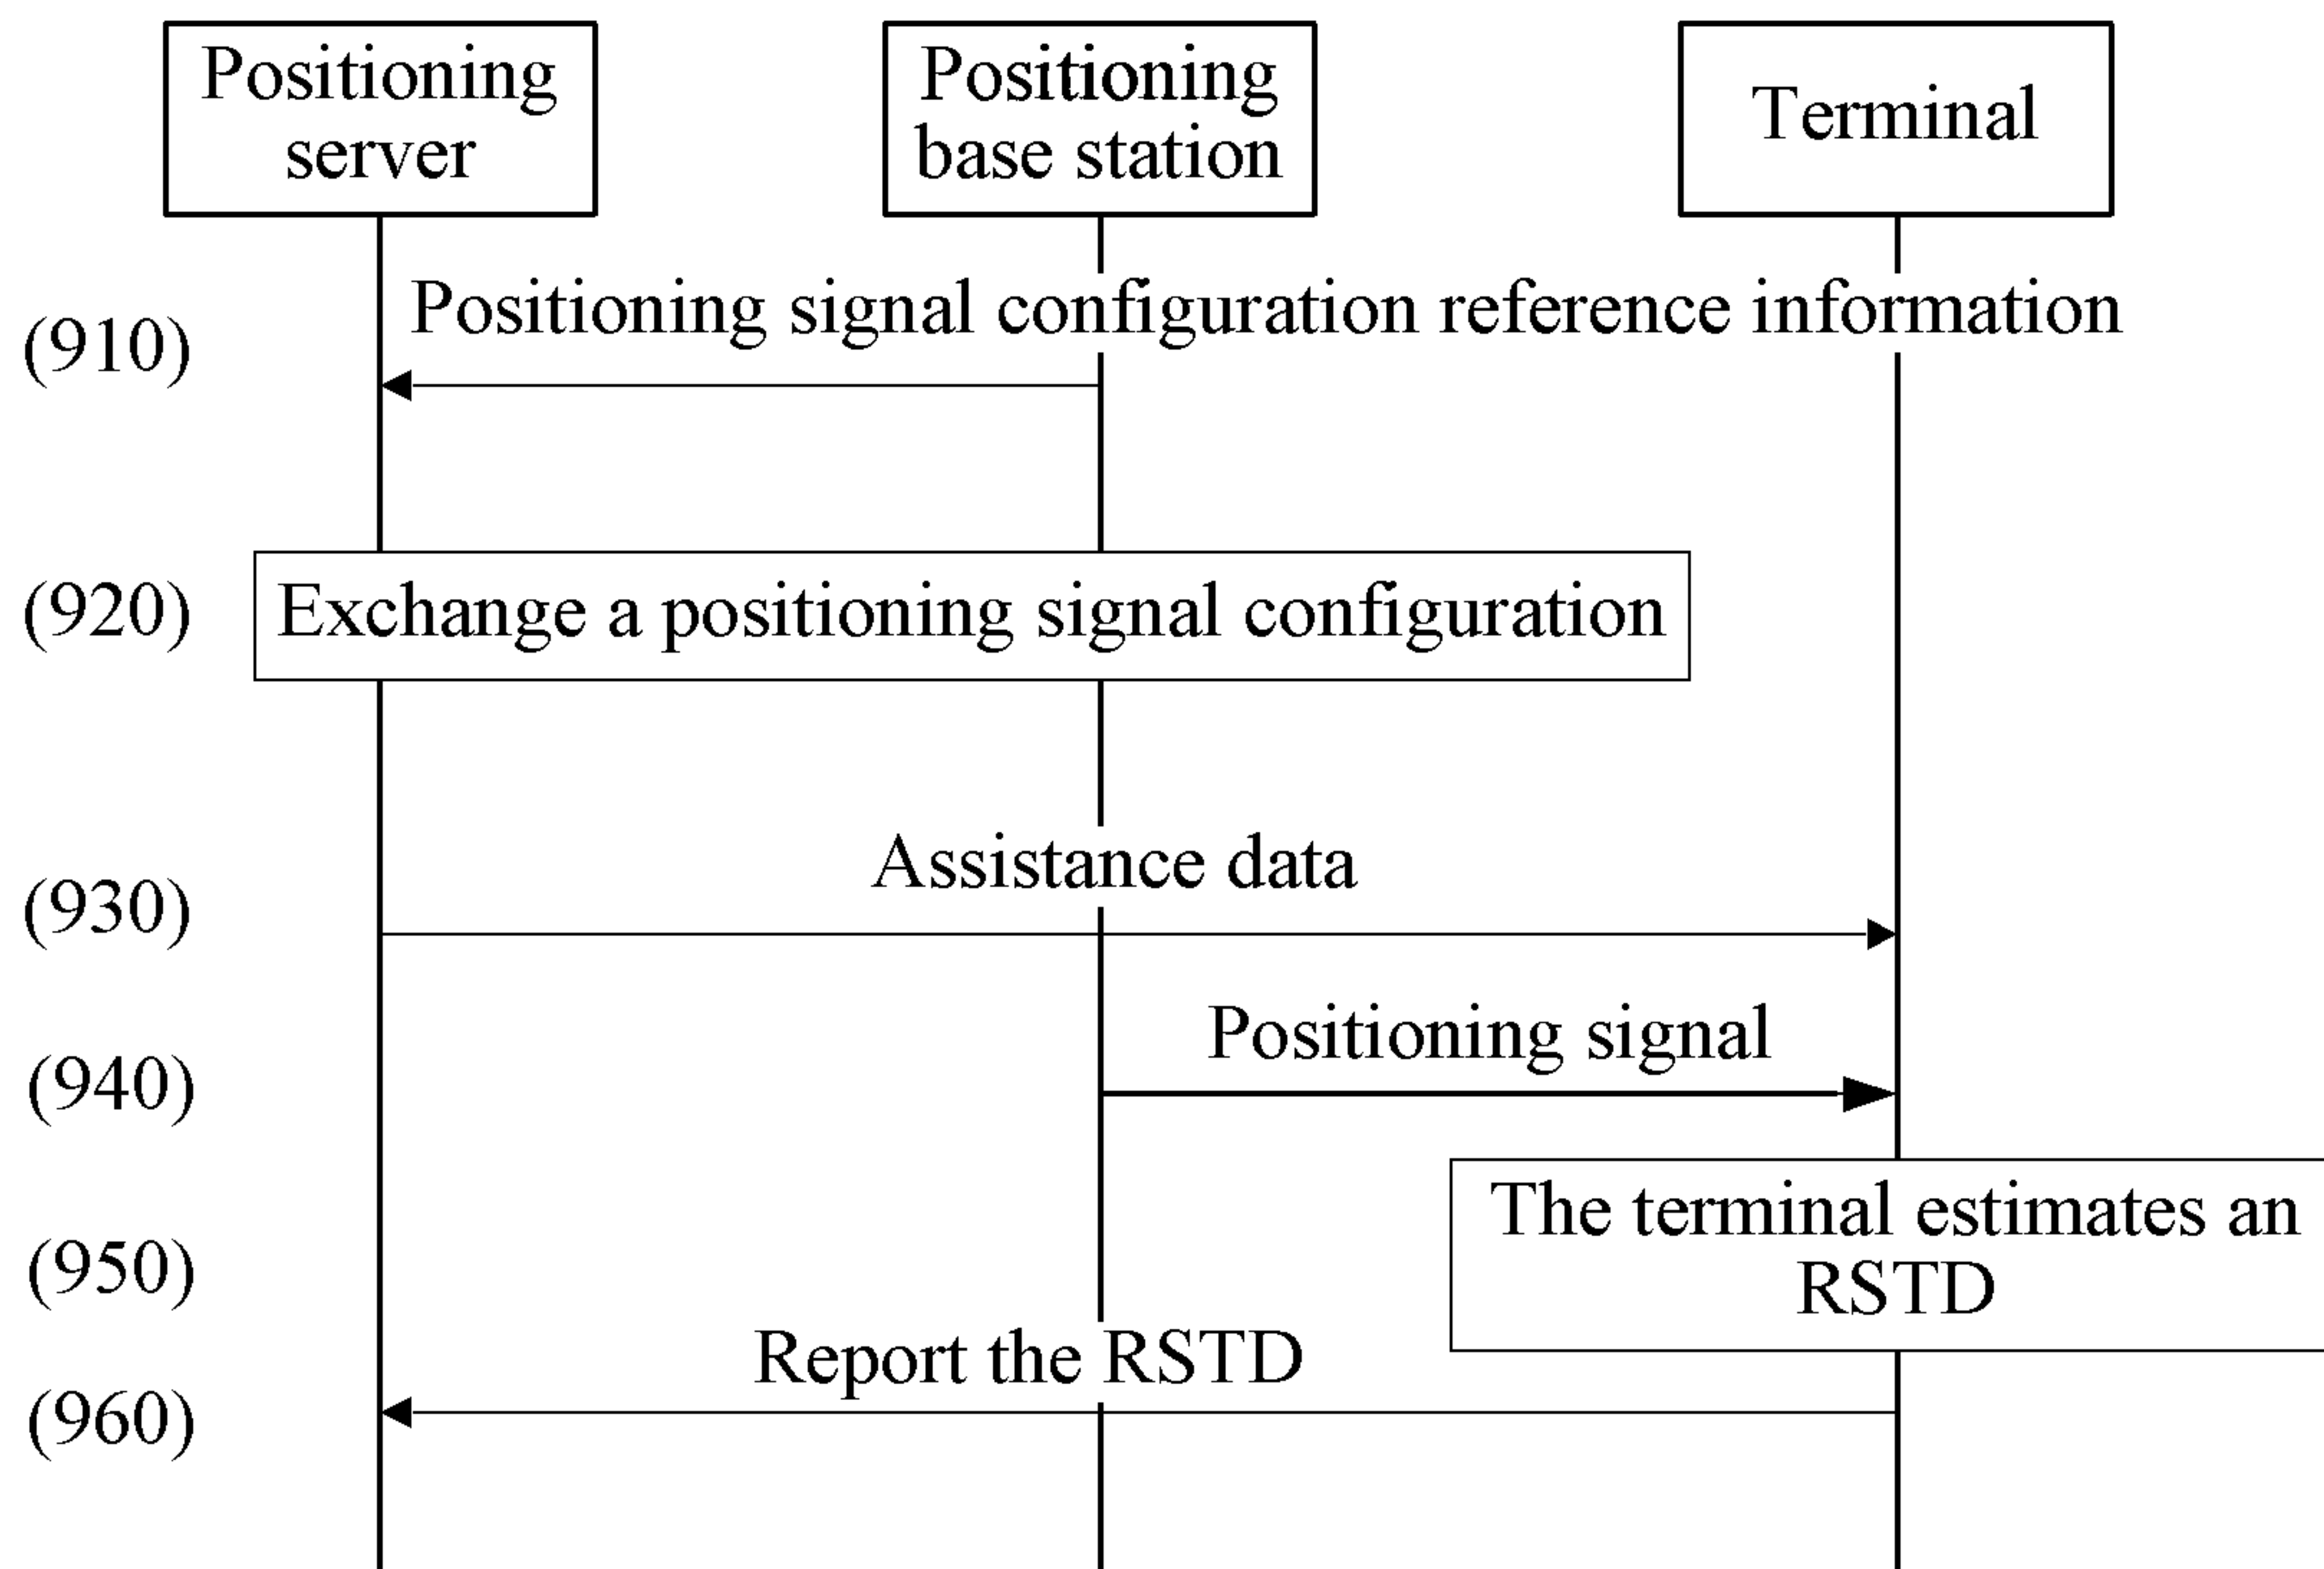 Positioning
server
Positioning
base station
Terminal
(910)
Positioning signal configuration reference information
(920)
Exchange a positioning signal configuration
(930)
Assistance data
(940)
Positioning signal
(950)
The terminal estimates an
RSTD
(960)
Report the RSTD